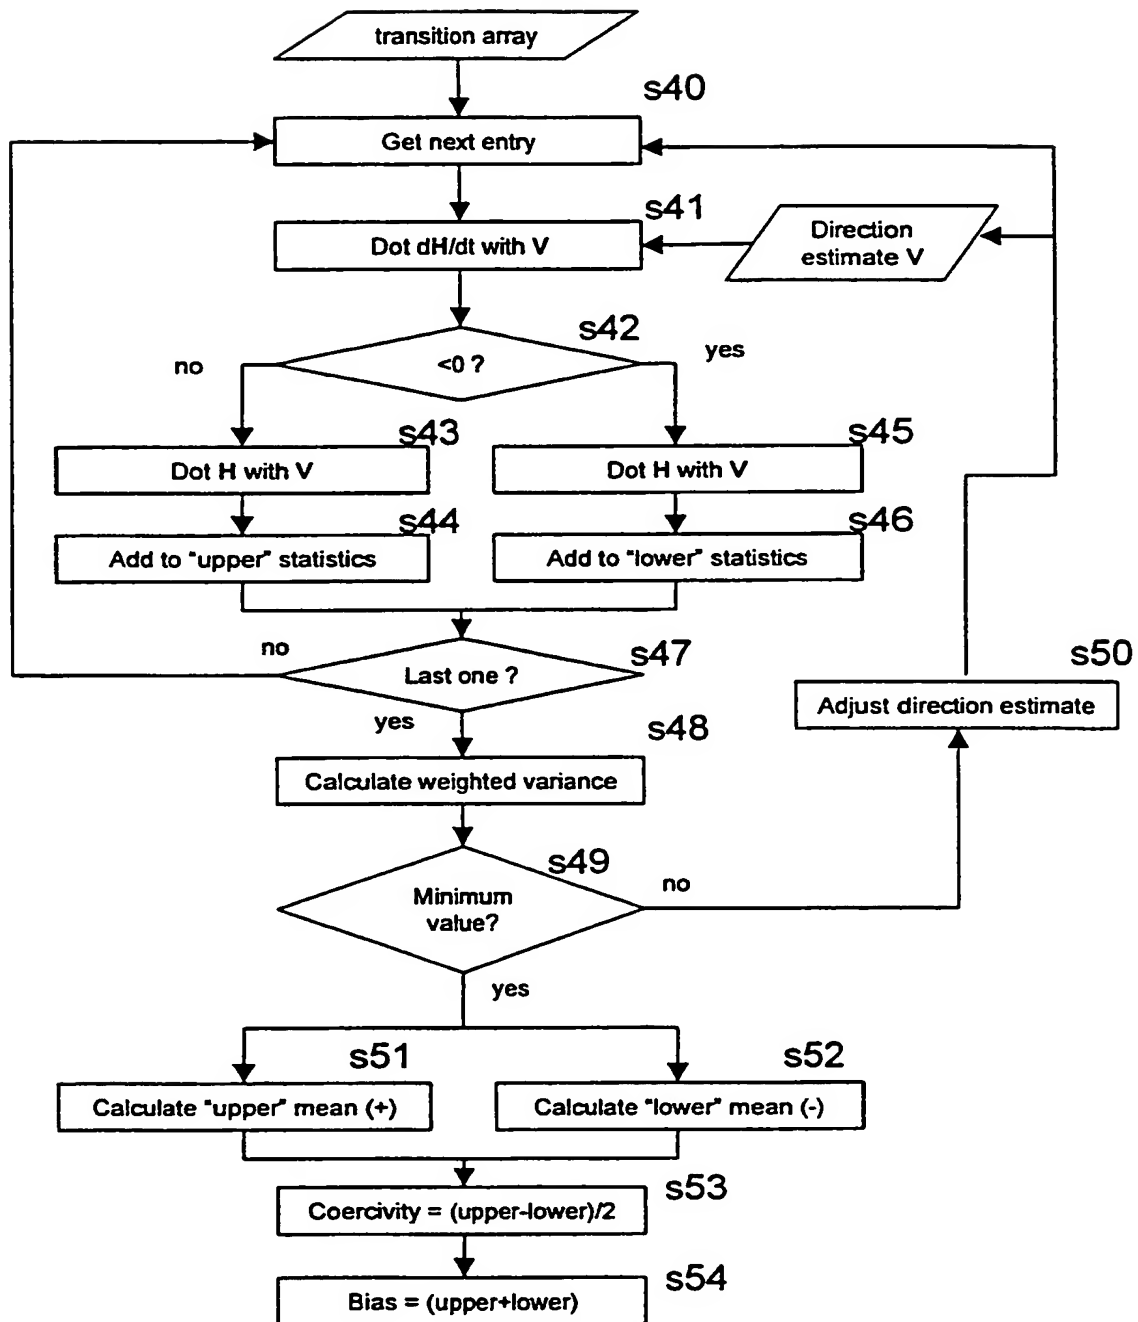 transition array
s40
Get next entry
s41
Dot dH/dt with V
Direction
estimate V
s42
no
<0 ?
yes
s43
s45
Dot H with V
Dot H with V
s44
s46
Add to "upper" statistics
Add to "lower" statistics
no
s47
Last one ?
s50
yes
Adjust direction estimate
s48
Calculate weighted variance
s49
Minimum
value?
no
yes
s51
s52
Calculate "upper" mean (+)
Calculate "lower" mean (-)
s53
Coercivity = (upper-lower)/2
s54
Bias = (upper+lower)